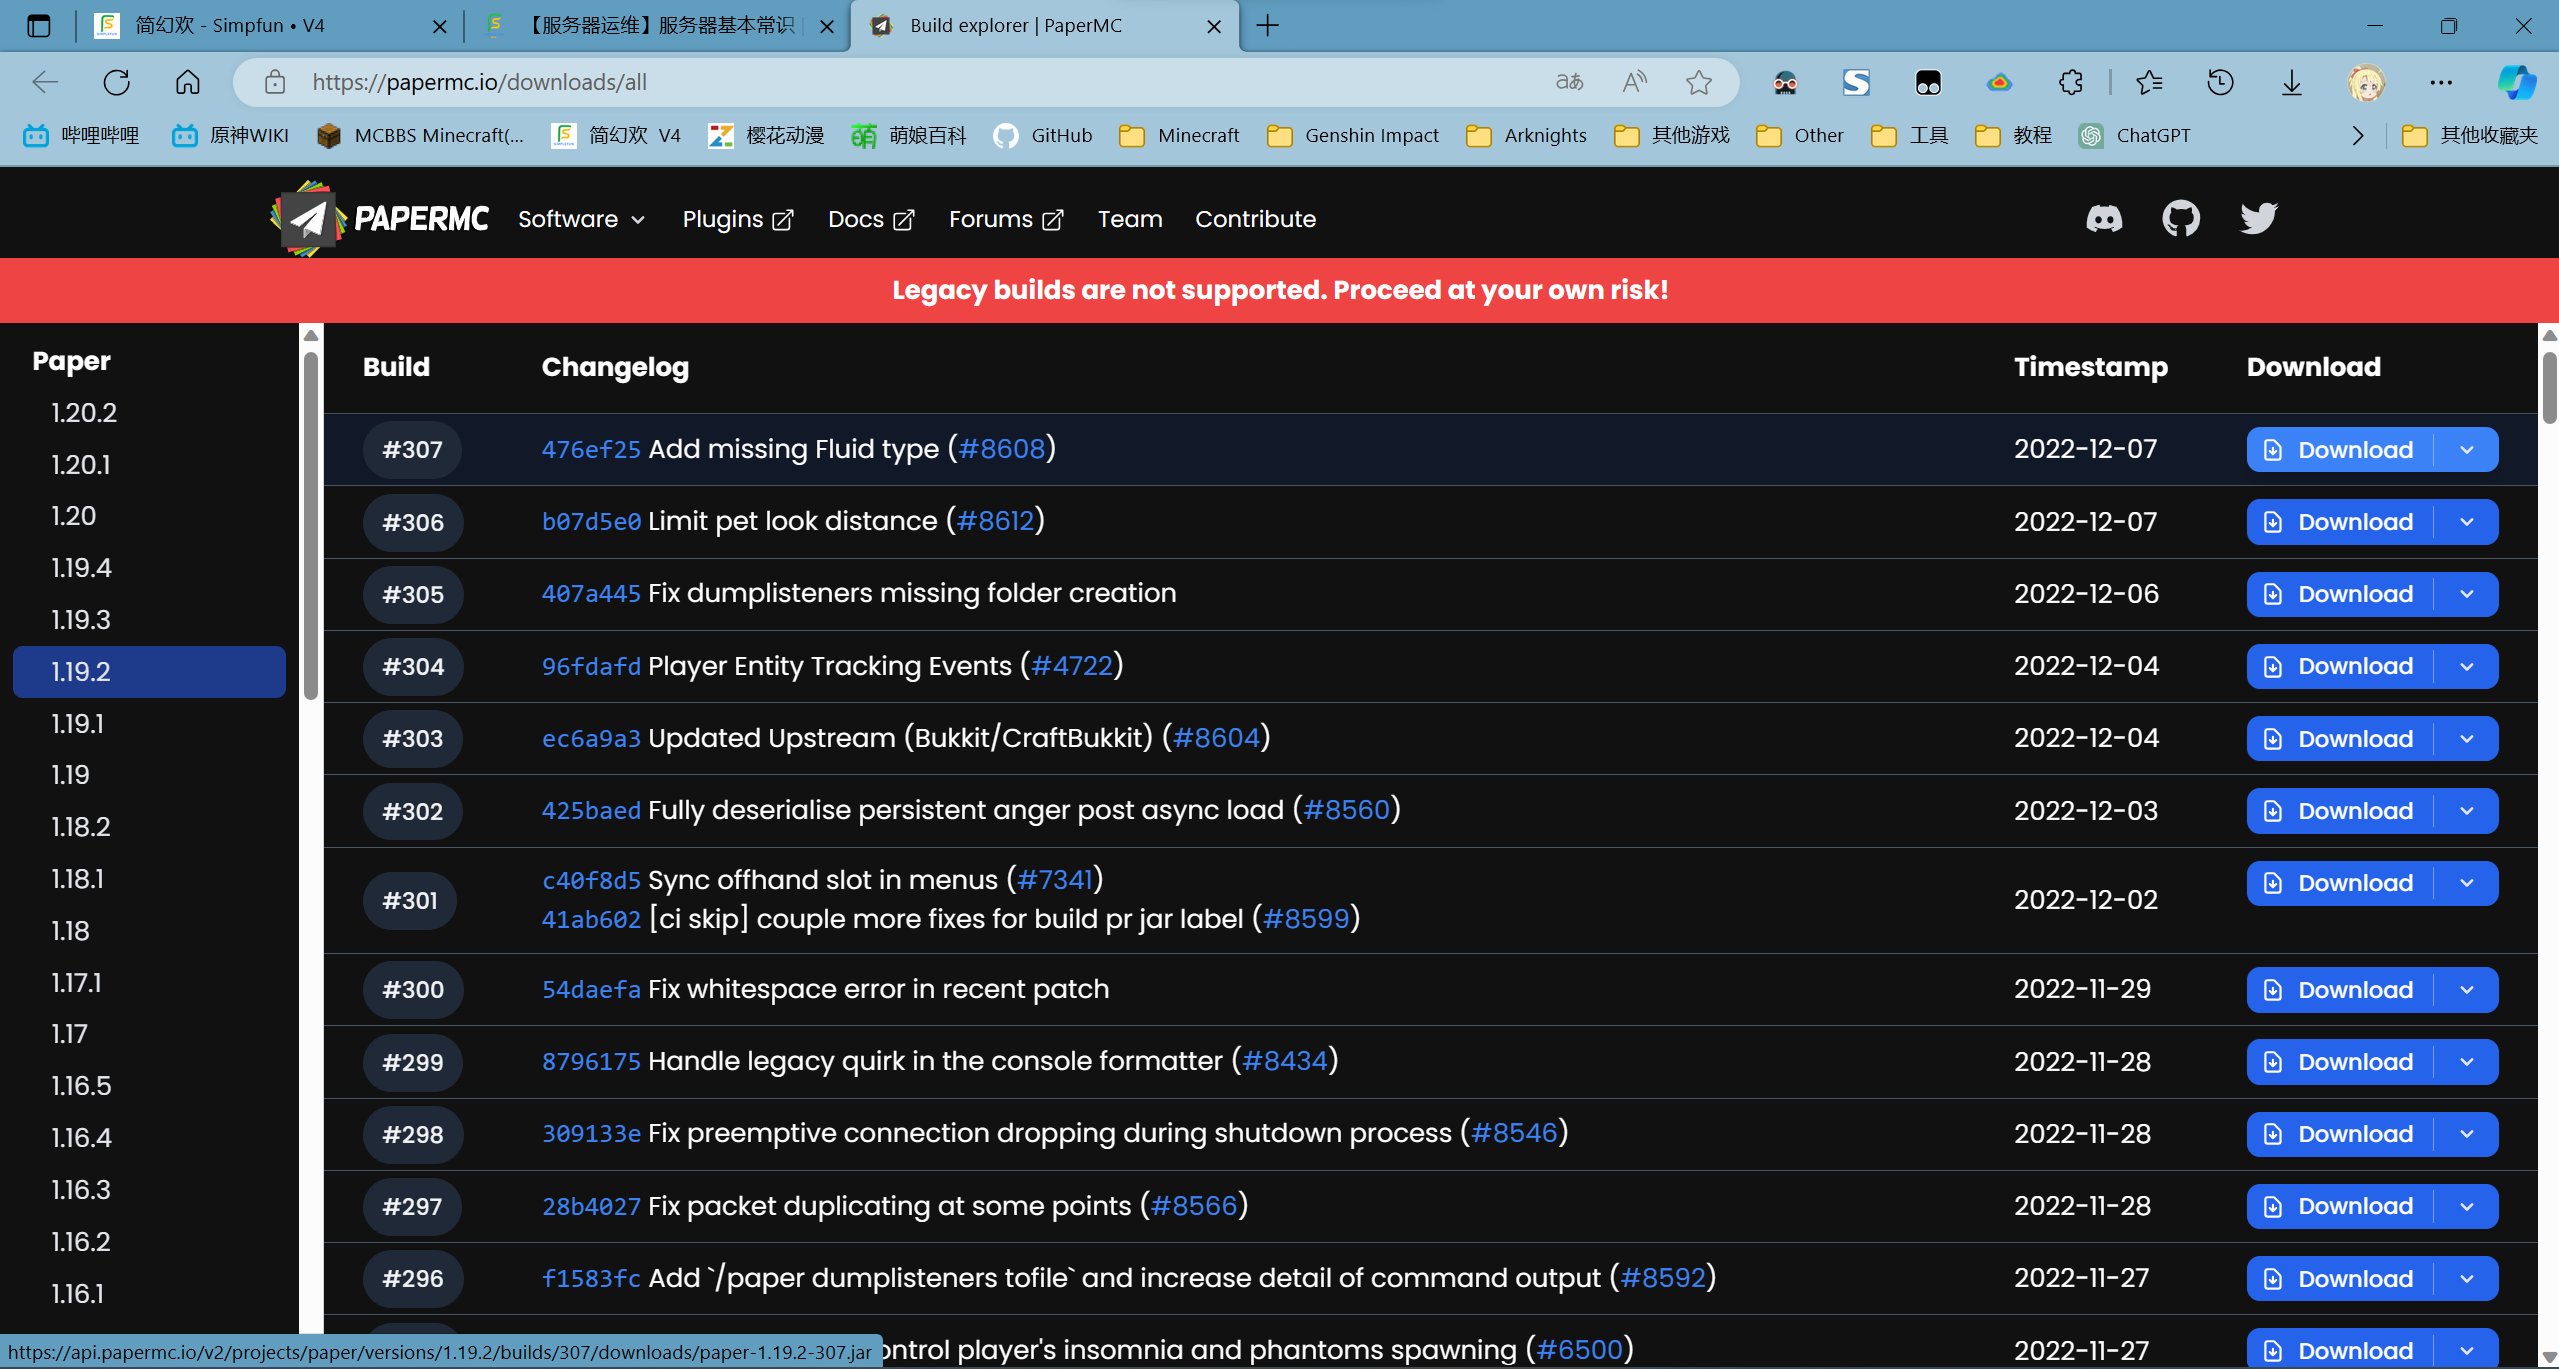 简幻欢 - Simpfun • V4
【服务器运维】服务器基本常识
Build explorer | PaperMC
https://papermc.io/downloads/all
哔哩哔哩
原神WIKI
MCBBS Minecraft(...
简幻欢 V4
樱花动漫
萌娘百科
GitHub
Minecraft
Genshin Impact
Arknights
其他游戏
Other
工具
教程
ChatGPT
其他收藏夹
PAPERMC
Software
Plugins
Docs
Forums
Team
Contribute
Legacy builds are not supported. Proceed at your own risk!
Paper
1.20.2
1.20.1
1.20
1.19.4
1.19.3
1.19.2
1.19.1
1.19
1.18.2
1.18.1
1.18
1.17.1
1.17
1.16.5
1.16.4
1.16.3
1.16.2
1.16.1
Build Changelog Timestamp Download
#307 476ef25 Add missing Fluid type (#8608) 2022-12-07 Download
#306 b07d5e0 Limit pet look distance (#8612) 2022-12-07 Download
#305 407a445 Fix dumplisteners missing folder creation 2022-12-06 Download
#304 96fdafd Player Entity Tracking Events (#4722) 2022-12-04 Download
#303 ec6a9a3 Updated Upstream (Bukkit/CraftBukkit) (#8604) 2022-12-04 Download
#302 425baed Fully deserialise persistent anger post async load (#8560) 2022-12-03 Download
#301 c40f8d5 Sync offhand slot in menus (#7341) 2022-12-02 Download
41ab602 [ci skip] couple more fixes for build pr jar label (#8599)
#300 54daefa Fix whitespace error in recent patch 2022-11-29 Download
#299 8796175 Handle legacy quirk in the console formatter (#8434) 2022-11-28 Download
#298 309133e Fix preemptive connection dropping during shutdown process (#8546) 2022-11-28 Download
#297 28b4027 Fix packet duplicating at some points (#8566) 2022-11-28 Download
#296 f1583fc Add `/paper dumplisteners tofile` and increase detail of command output (#8592) 2022-11-27 Download
ontrol player's insomnia and phantoms spawning (#6500) 2022-11-27 Download
https://api.papermc.io/v2/projects/paper/versions/1.19.2/builds/307/downloads/paper-1.19.2-307.jar